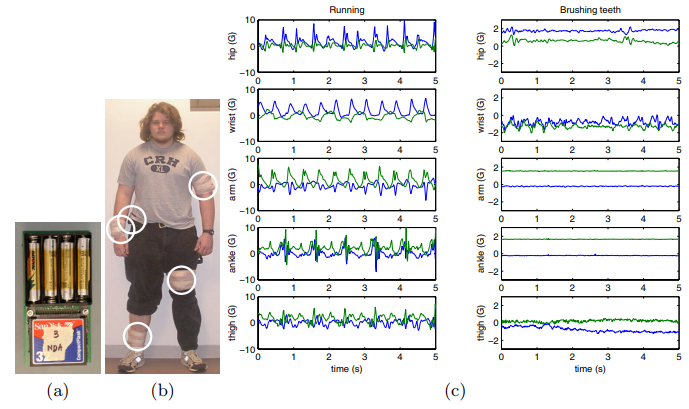 Running
Brushing teeth
hip (G)
10
0
−10
0 1 2 3 4 5
2
0
−2
0 1 2 3 4 5
wrist (G)
10
0
−10
0 1 2 3 4 5
2
0
−2
0 1 2 3 4 5
arm (G)
10
0
−10
0 1 2 3 4 5
2
0
−2
0 1 2 3 4 5
ankle (G)
10
0
−10
0 1 2 3 4 5
2
0
−2
0 1 2 3 4 5
thigh (G)
10
0
−10
0 1 2 3 4 5
2
0
−2
0 1 2 3 4 5
time (s)
time (s)
hip (G)
wrist (G)
arm (G)
ankle (G)
thigh (G)
CRH
XL
SanDisk
3
NDA
CompactFlash
(a)
(b)
(c)